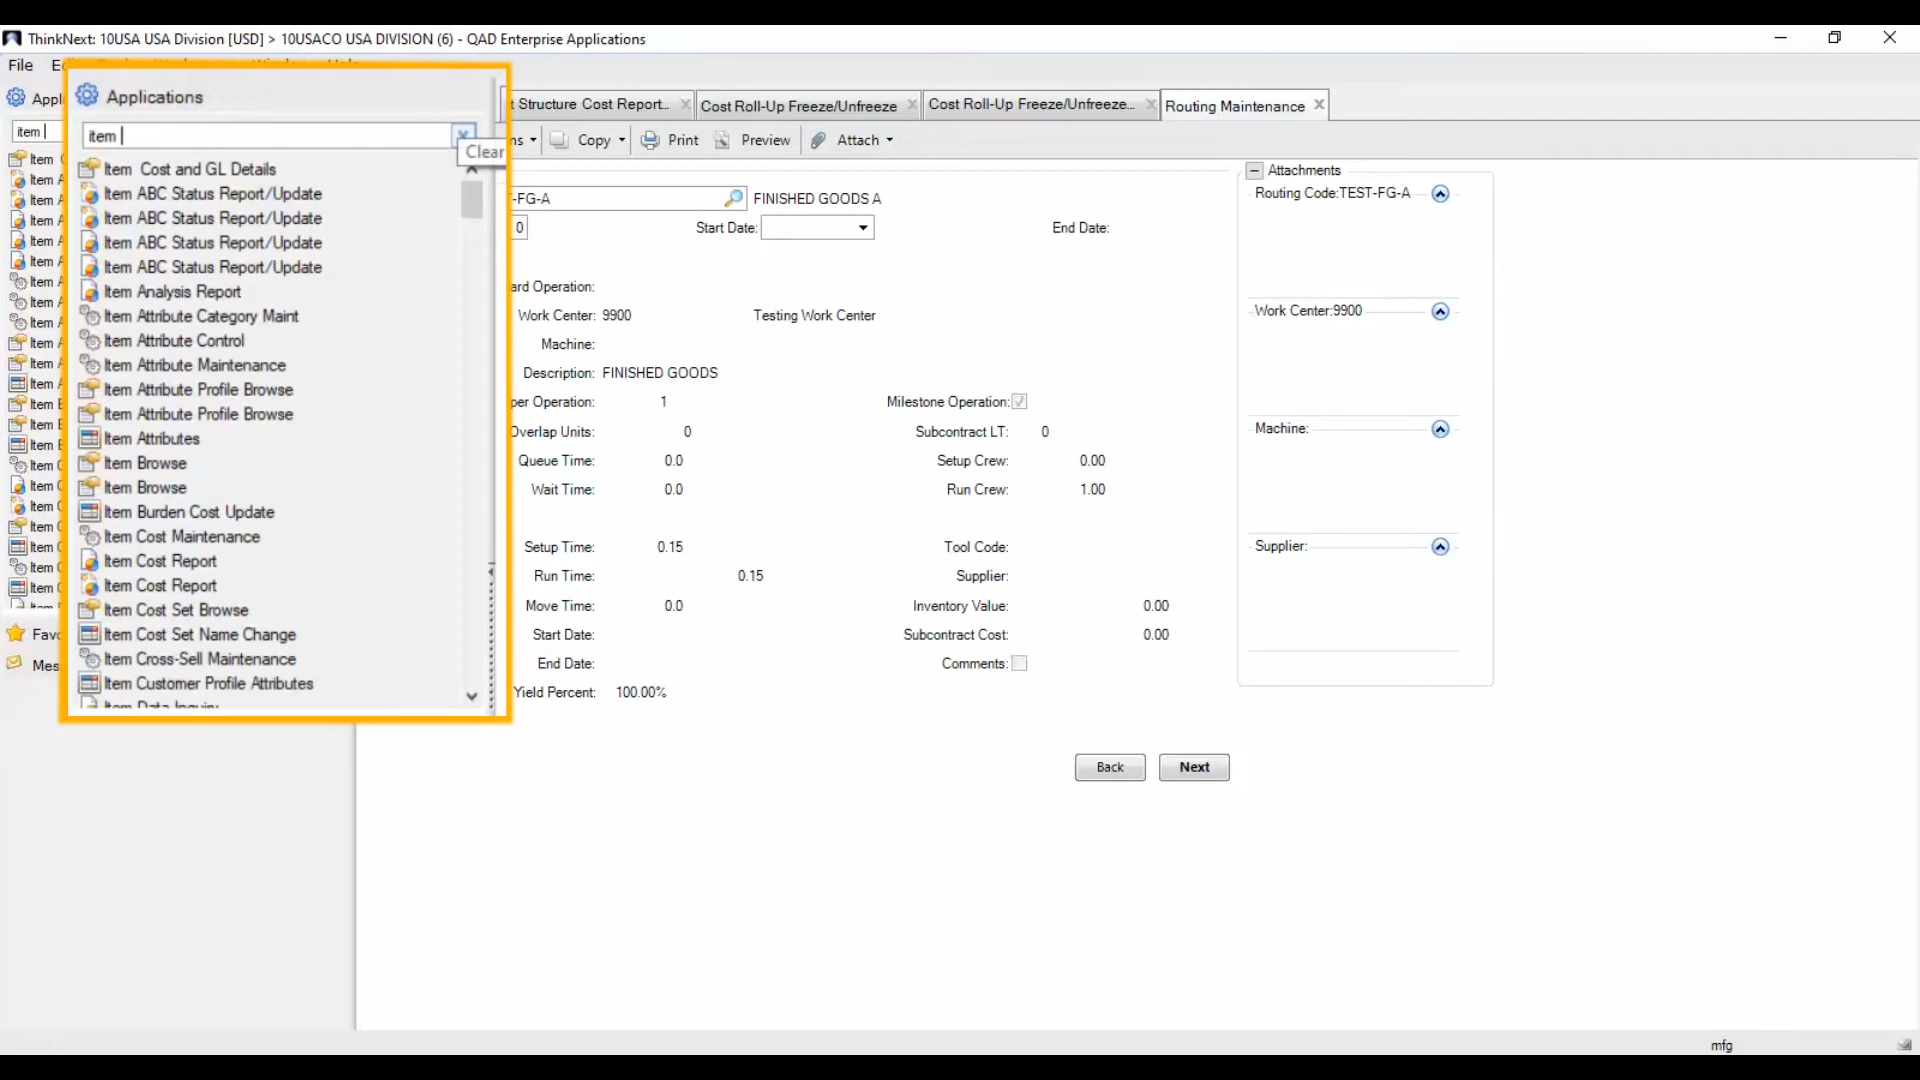 ThinkNext: 10USA USA Division [USD] > 10USACO USA DIVISION (6) - QAD Enterprise Applications
File
Applications
item
Clear
Item Cost and GL Details
Item ABC Status Report/Update
Item ABC Status Report/Update
Item ABC Status Report/Update
Item ABC Status Report/Update
Item Analysis Report
Item Attribute Category Maint
Item Attribute Control
Item Attribute Maintenance
Item Attribute Profile Browse
Item Attribute Profile Browse
Item Attributes
Item Browse
Item Browse
Item Burden Cost Update
Item Cost Maintenance
Item Cost Report
Item Cost Report
Item Cost Set Browse
Item Cost Set Name Change
Item Cross-Sell Maintenance
Item Customer Profile Attributes
Item Data Inquiry
item
Fav
Mes
t Structure Cost Report...
Cost Roll-Up Freeze/Unfreeze
Cost Roll-Up Freeze/Unfreeze...
Routing Maintenance
ns Copy Print Preview Attach
-FG-A FINISHED GOODS A
0 Start Date: End Date:
ard Operation:
Work Center: 9900 Testing Work Center
Machine:
Description: FINISHED GOODS
per Operation: 1 Milestone Operation:
Overlap Units: 0 Subcontract LT: 0
Queue Time: 0.0 Setup Crew: 0.00
Wait Time: 0.0 Run Crew: 1.00
Setup Time: 0.15 Tool Code:
Run Time: 0.15 Supplier:
Move Time: 0.0 Inventory Value: 0.00
Start Date: Subcontract Cost: 0.00
End Date: Comments:
Yield Percent: 100.00%
Back Next
Attachments
Routing Code:TEST-FG-A
Work Center:9900
Machine:
Supplier:
mfg